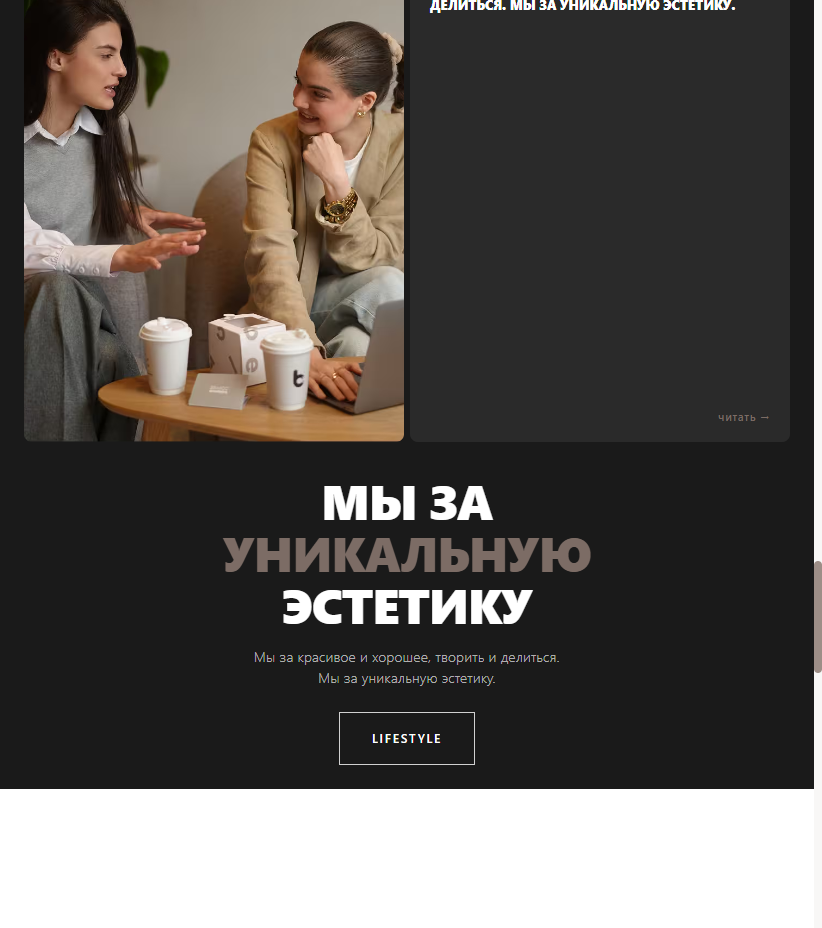 ДЕЛИТЬСЯ. МЫ ЗА УНИКАЛЬНУЮ ЭСТЕТИКУ.
читать →
МЫ ЗА
УНИКАЛЬНУЮ
ЭСТЕТИКУ
Мы за красивое и хорошее, творить и делиться.
Мы за уникальную эстетику.
LIFESTYLE